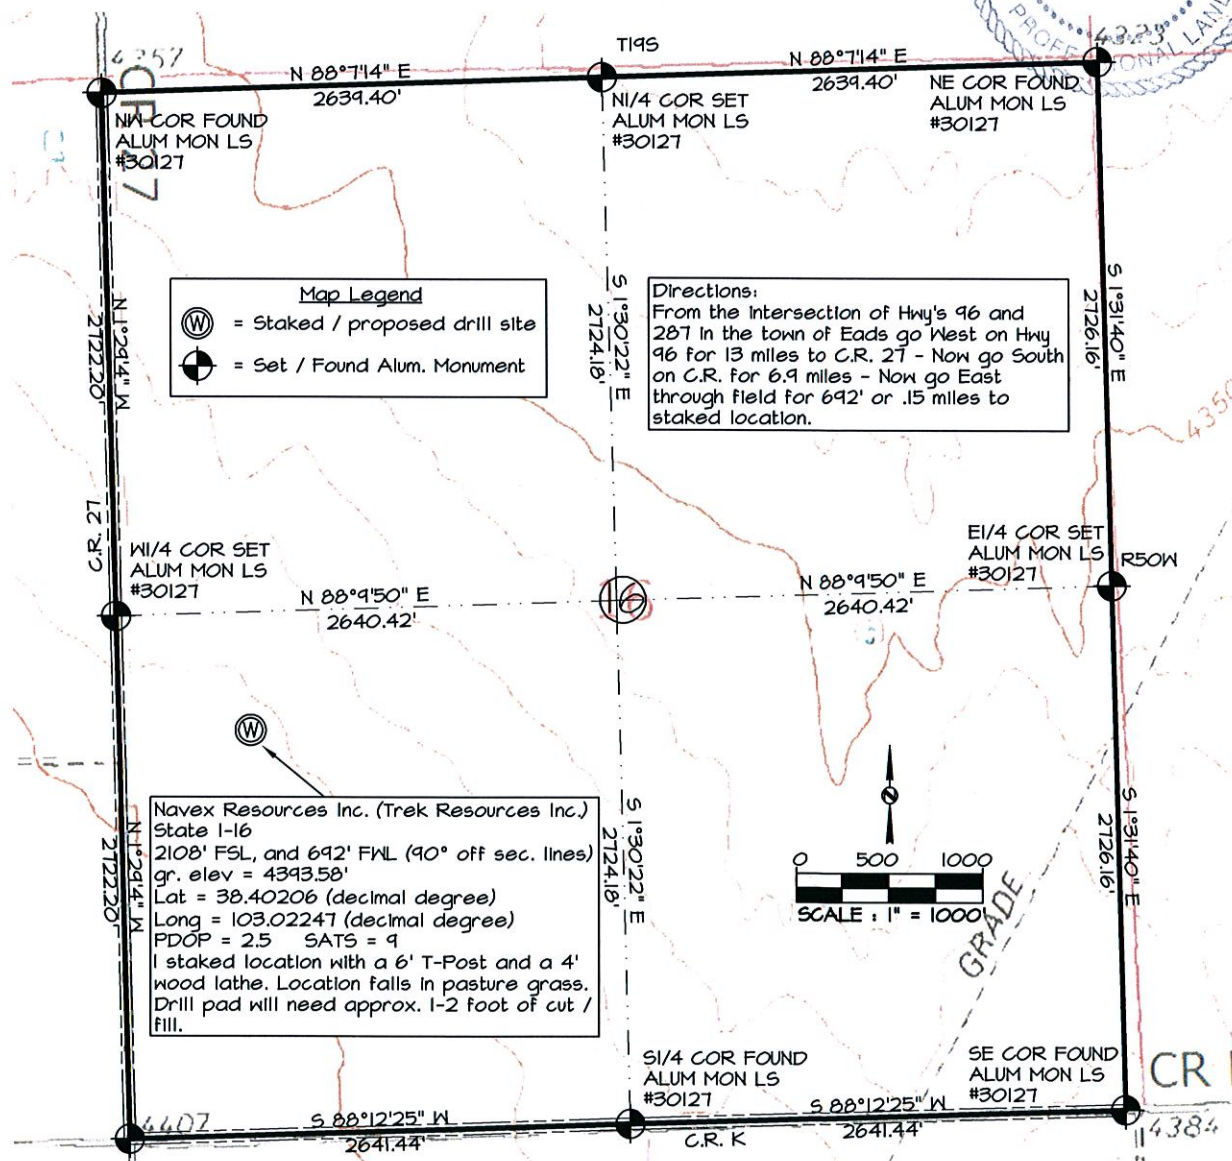 PROFESSIONAL LAND
T19S
4257
4323
N 88°7'14" E
2639.40'
N 88°7'14" E
2639.40'
NW COR FOUND
ALUM MON LS
#30127
CR 27
N1/4 COR SET
ALUM MON LS
#30127
NE COR FOUND
ALUM MON LS
#30127
Map Legend
W = Staked / proposed drill site
= Set / Found Alum. Monument
Directions:
From the intersection of Hwy's 96 and
287 in the town of Eads go West on Hwy
96 for 13 miles to C.R. 27 - Now go South
on C.R. for 6.9 miles - Now go East
through field for 692' or .15 miles to
staked location.
N 1°29'4" W
2722.20'
S 1°30'22" E
2724.18'
S 1°31'40" E
2726.16'
4350
C.R. 27
W1/4 COR SET
ALUM MON LS
#30127
N 88°9'50" E
2640.42'
16
16
N 88°9'50" E
2640.42'
E1/4 COR SET
ALUM MON LS
#30127
R50W
W
Navex Resources Inc. (Trek Resources Inc.)
State 1-16
2108' FSL, and 692' FWL (90° off sec. lines)
gr. elev = 4393.58'
Lat = 38.40206 (decimal degree)
Long = 103.02247 (decimal degree)
PDOP = 2.5 SATS = 9
I staked location with a 6' T-Post and a 4'
wood lathe. Location falls in pasture grass.
Drill pad will need approx. 1-2 foot of cut /
fill.
N 1°29'4" W
2722.20'
S 1°30'22" E
2724.18'
N
0 500 1000
SCALE : 1" = 1000'
GRADE
S 1°31'40" E
2726.16'
S1/4 COR FOUND
ALUM MON LS
#30127
SE COR FOUND
ALUM MON LS
#30127
CR
4407
S 88°12'25" W
2641.44'
C.R. K
S 88°12'25" W
2641.44'
4384